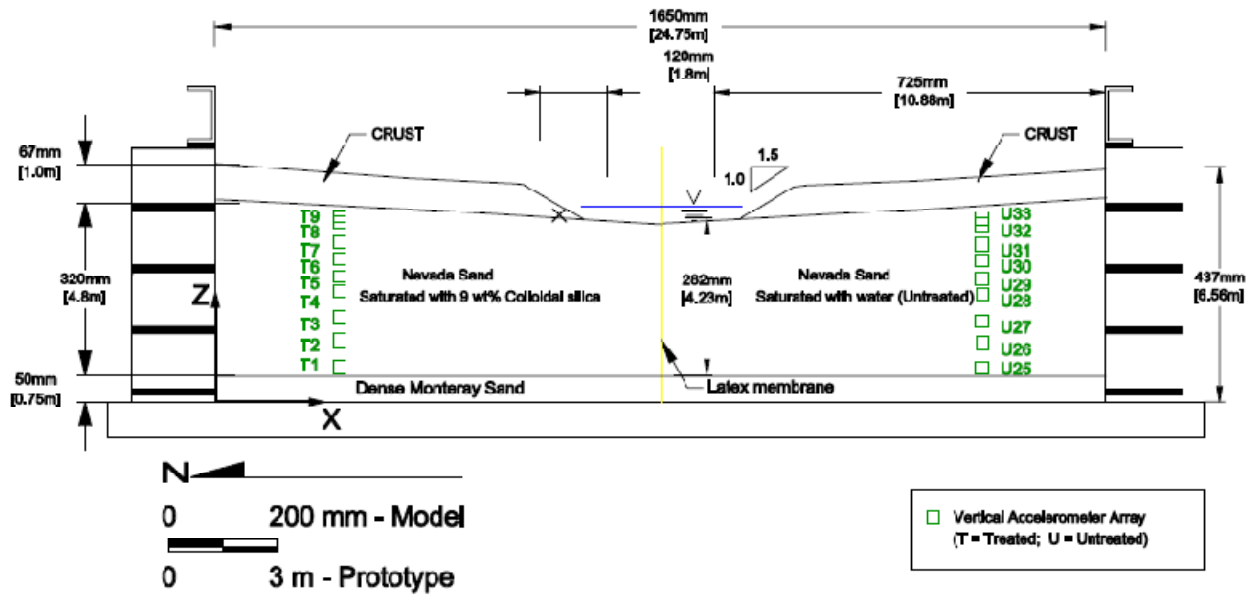 1650mm
[24.75m]
120mm
[1.8m]
725mm
[10.88m]
CRUST
CRUST
67mm
[1.0m]
1.5
1.0
T9
T8
T7
T6
T5
T4
T3
T2
T1
U33
U32
U31
U30
U29
U28
U27
U26
U25
Nevada Sand
Saturated with 9 wt% Colloidal silica
Nevada Sand
Saturated with water (Untreated)
282mm
[4.23m]
320mm
[4.8m]
437mm
[6.56m]
Z
50mm
[0.75m]
Dense Monteray Sand
Latex membrane
X
N
0 200 mm - Model
0 3 m - Prototype
Vertical Accelerometer Array
(T = Treated; U = Untreated)